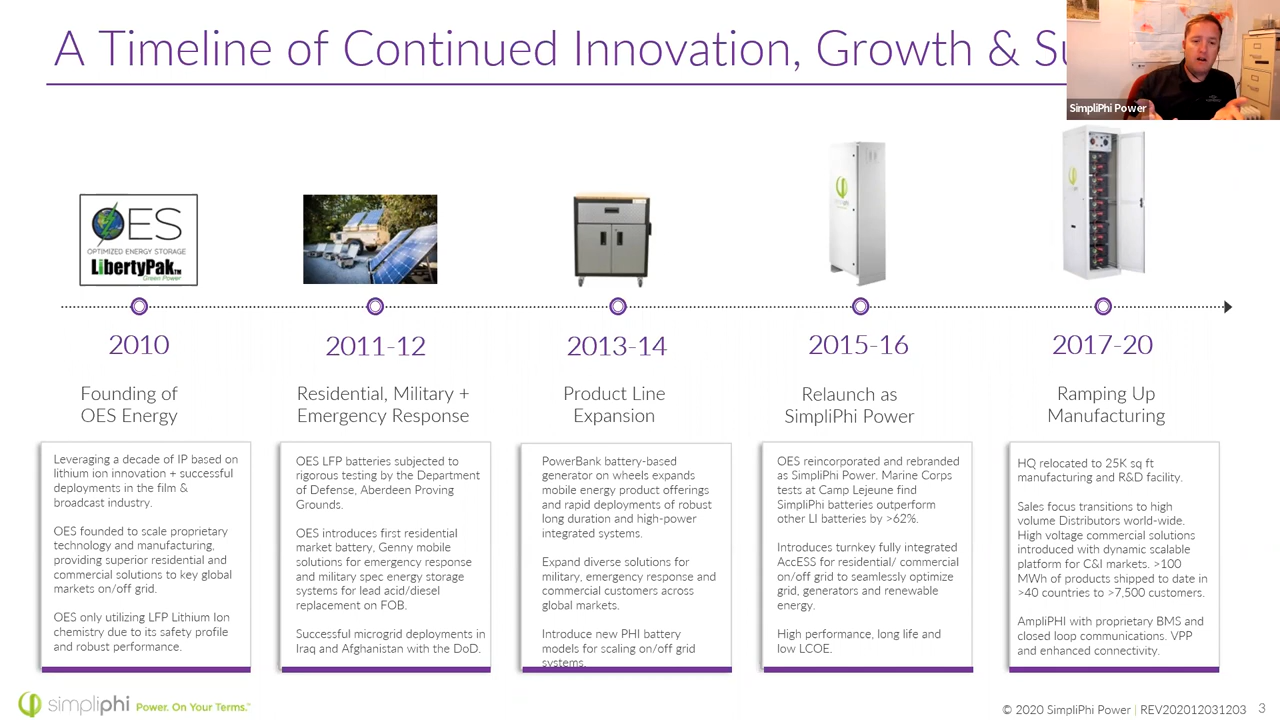 A Timeline of Continued Innovation, Growth & Su
SimpliPhi Power
OES
OPTIMIZED ENERGY STORAGE
LibertyPak™
Green Power
2010
2011-12
2013-14
2015-16
2017-20
Founding of
OES Energy
Residential, Military +
Emergency Response
Product Line
Expansion
Relaunch as
SimpliPhi Power
Ramping Up
Manufacturing
Leveraging a decade of IP based on
lithium ion innovation + successful
deployments in the film &
broadcast industry.
OES founded to scale proprietary
technology and manufacturing,
providing superior residential and
commercial solutions to key global
markets on/off grid.
OES only utilizing LFP Lithium Ion
chemistry due to its safety profile
and robust performance.
OES LFP batteries subjected to
rigorous testing by the Department
of Defense, Aberdeen Proving
Grounds.
OES introduces first residential
market battery, Genny mobile
solutions for emergency response
and military spec energy storage
systems for lead acid/diesel
replacement on FOB.
Successful microgrid deployments in
Iraq and Afghanistan with the DoD.
PowerBank battery-based
generator on wheels expands
mobile energy product offerings
and rapid deployments of robust
long duration and high-power
integrated systems.
Expand diverse solutions for
military, emergency response and
commercial customers across
global markets.
Introduce new PHI battery
models for scaling on/off grid
systems.
OES reincorporated and rebranded
as SimpliPhi Power. Marine Corps
tests at Camp Lejeune find
SimpliPhi batteries outperform
other LI batteries by >62%.
Introduces turnkey fully integrated
AccESS for residential/ commercial
on/off grid to seamlessly optimize
grid, generators and renewable
energy.
High performance, long life and
low LCOE.
HQ relocated to 25K sq ft
manufacturing and R&D facility.
Sales focus transitions to high
volume Distributors world-wide.
High voltage commercial solutions
introduced with dynamic scalable
platform for C&I markets. >100
MWh of products shipped to date in
>40 countries to >7,500 customers.
AmpliPHI with proprietary BMS and
closed loop communications. VPP
and enhanced connectivity.
simpliphi Power. On Your Terms.™
© 2020 SimpliPhi Power | REV202012031203 3